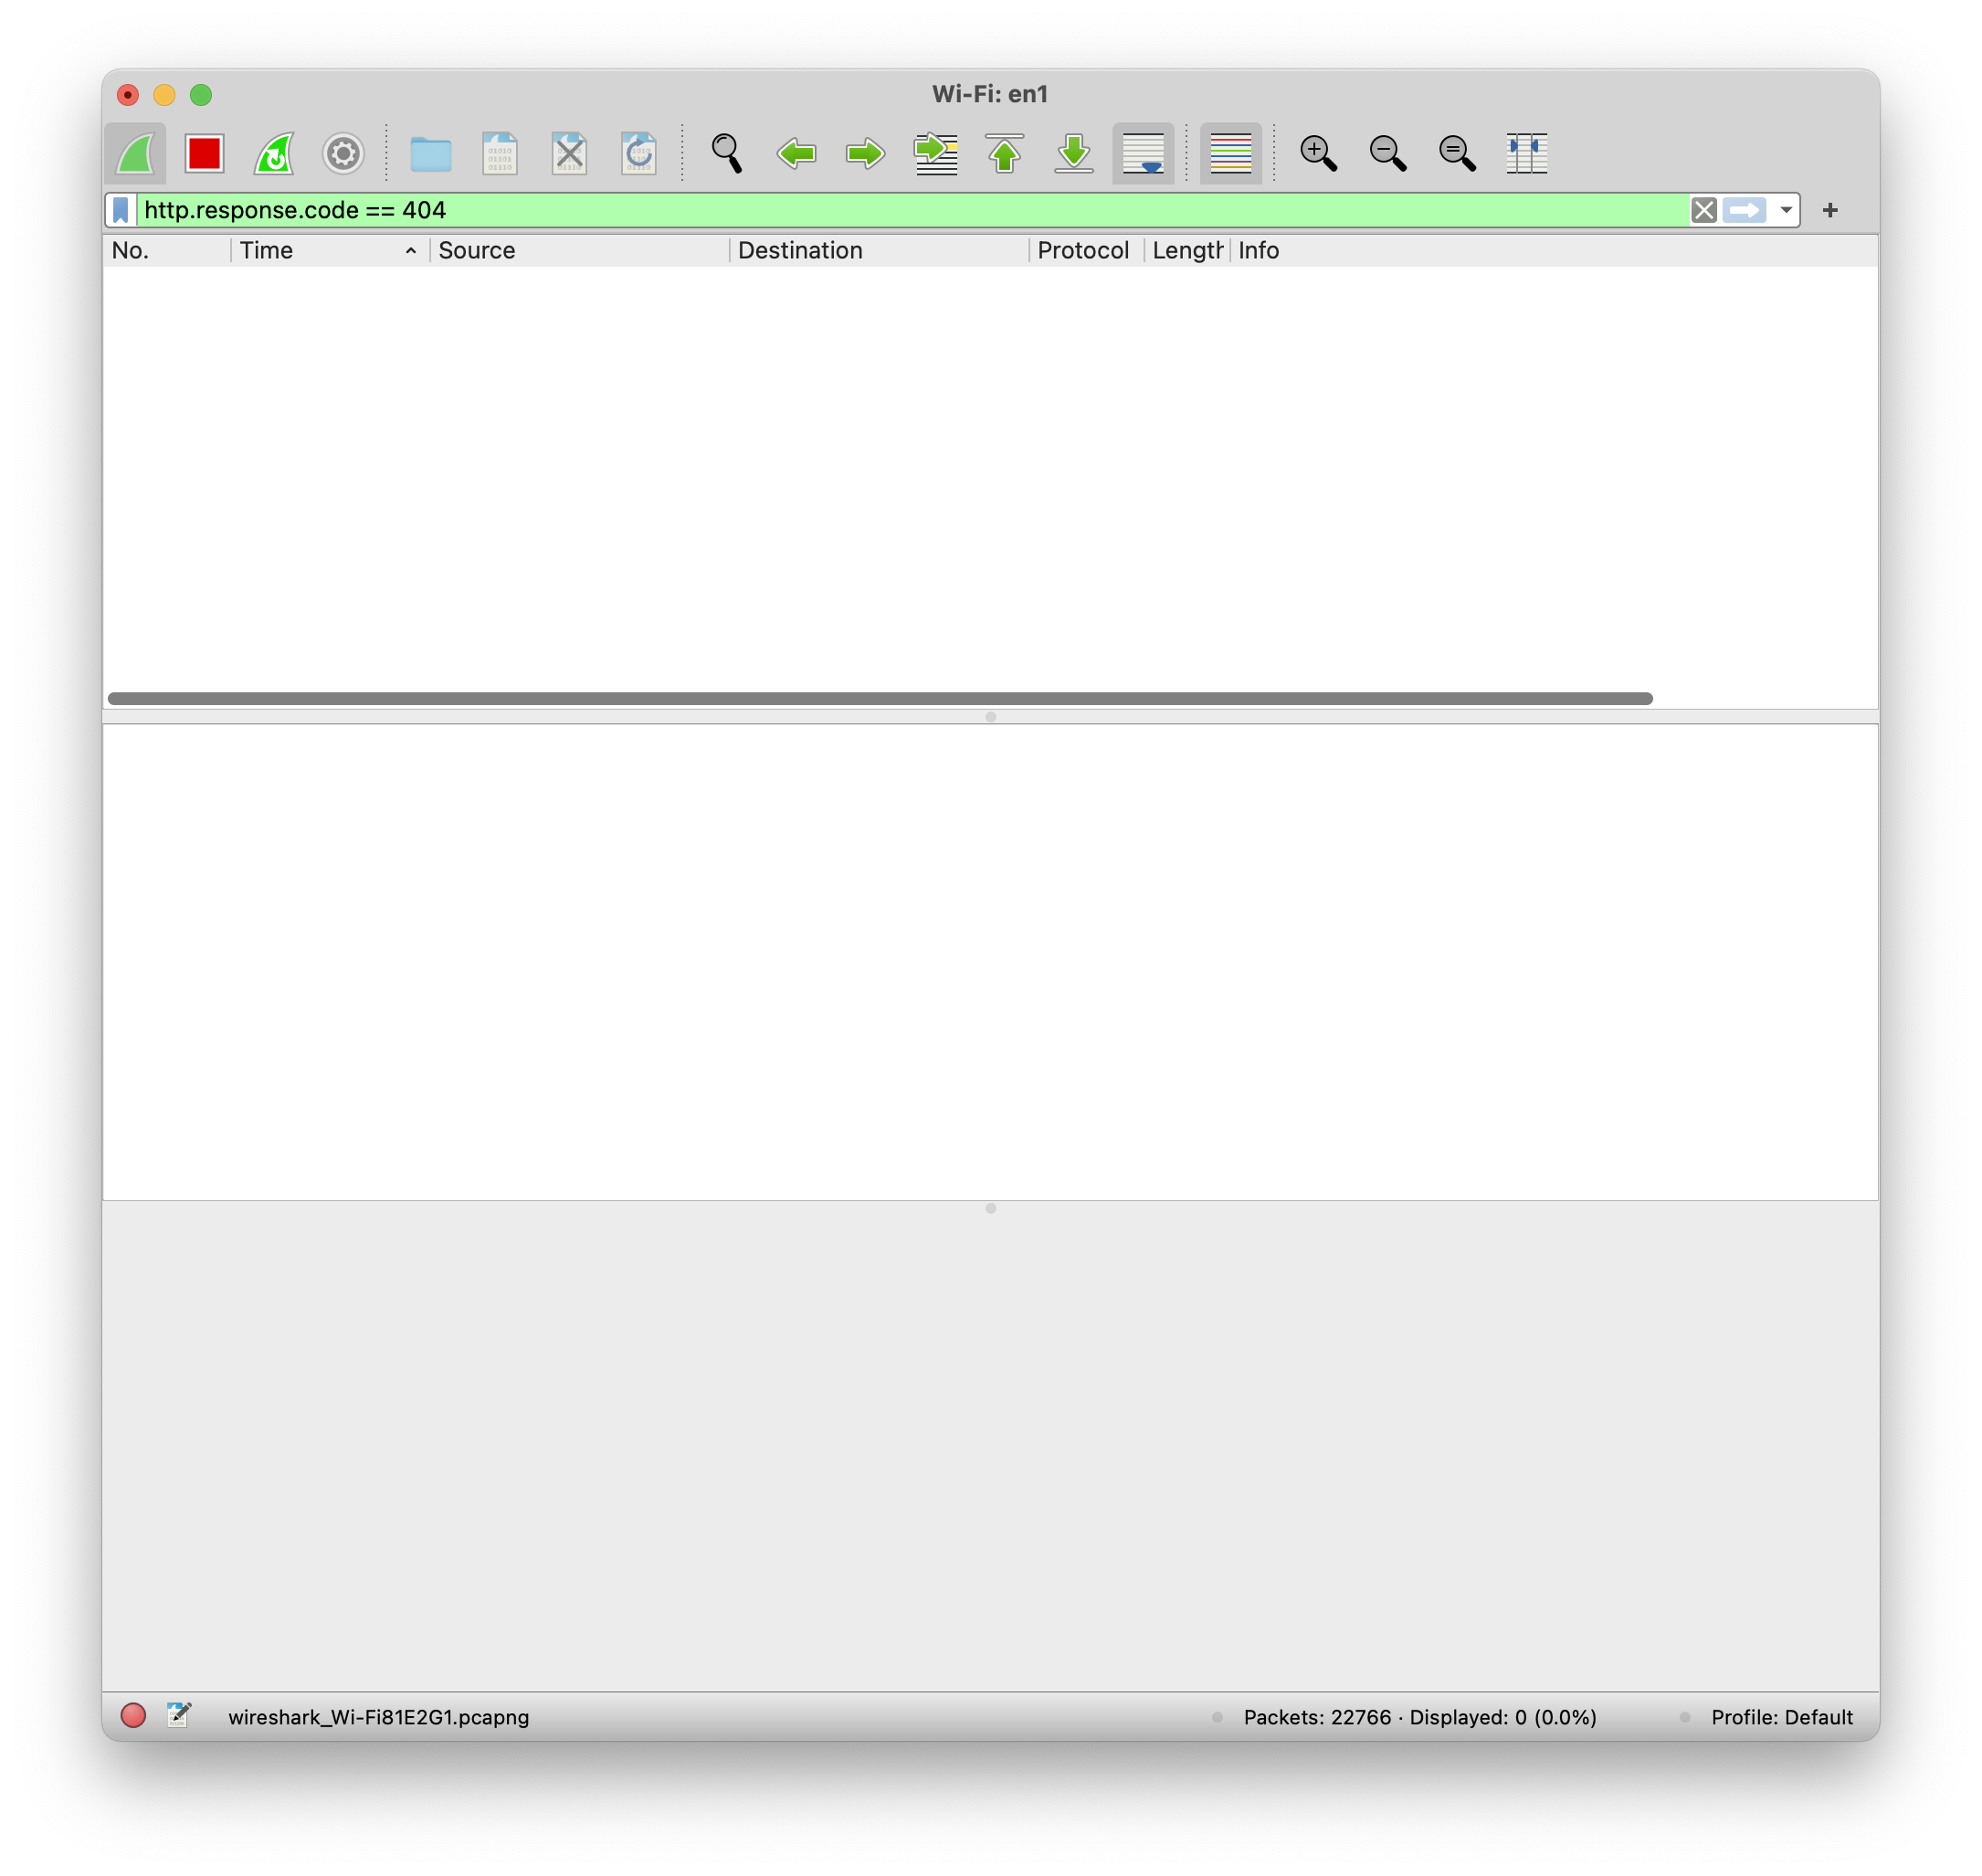 Wi-Fi: en1
http.response.code == 404
No. Time Source Destination Protocol Length Info
wireshark_Wi-Fi81E2G1.pcapng Packets: 22766 · Displayed: 0 (0.0%) Profile: Default